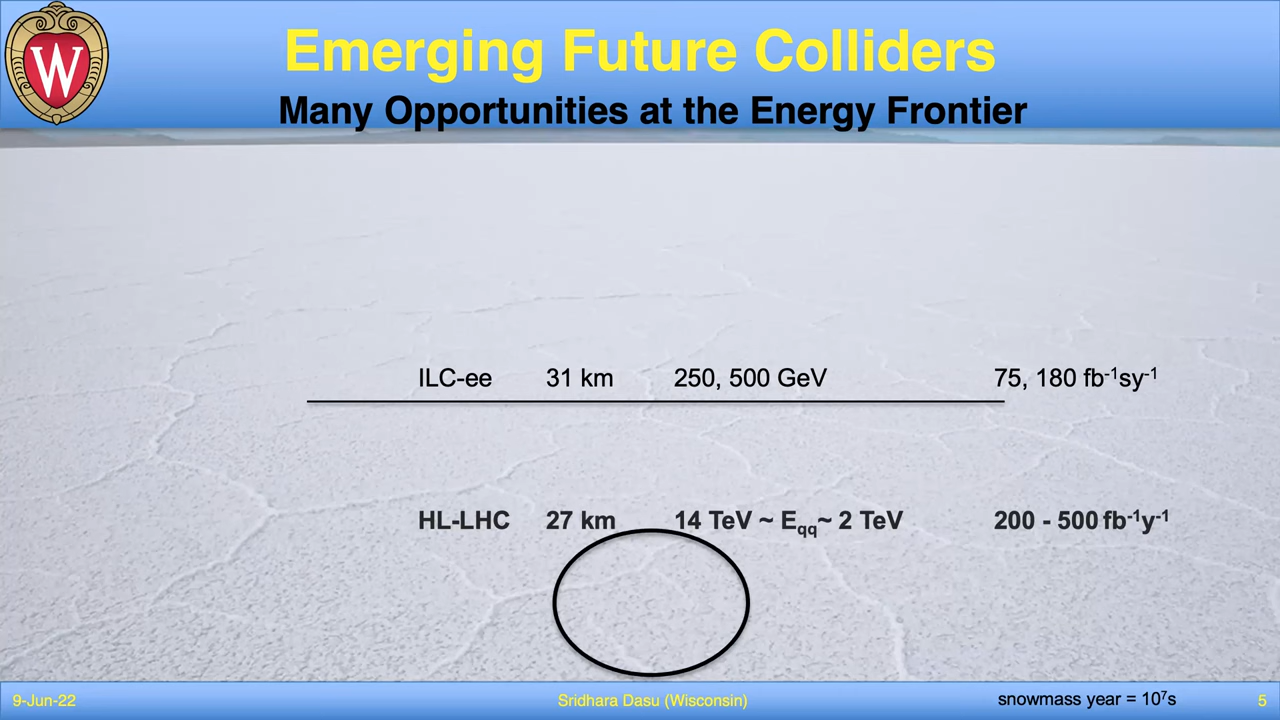 W
Emerging Future Colliders
Many Opportunities at the Energy Frontier
ILC-ee 31 km 250, 500 GeV 75, 180 fb⁻¹sy⁻¹
HL-LHC 27 km 14 TeV ~ E_qq~ 2 TeV 200 - 500 fb⁻¹y⁻¹
9-Jun-22 Sridhara Dasu (Wisconsin) snowmass year = 10⁷s 5